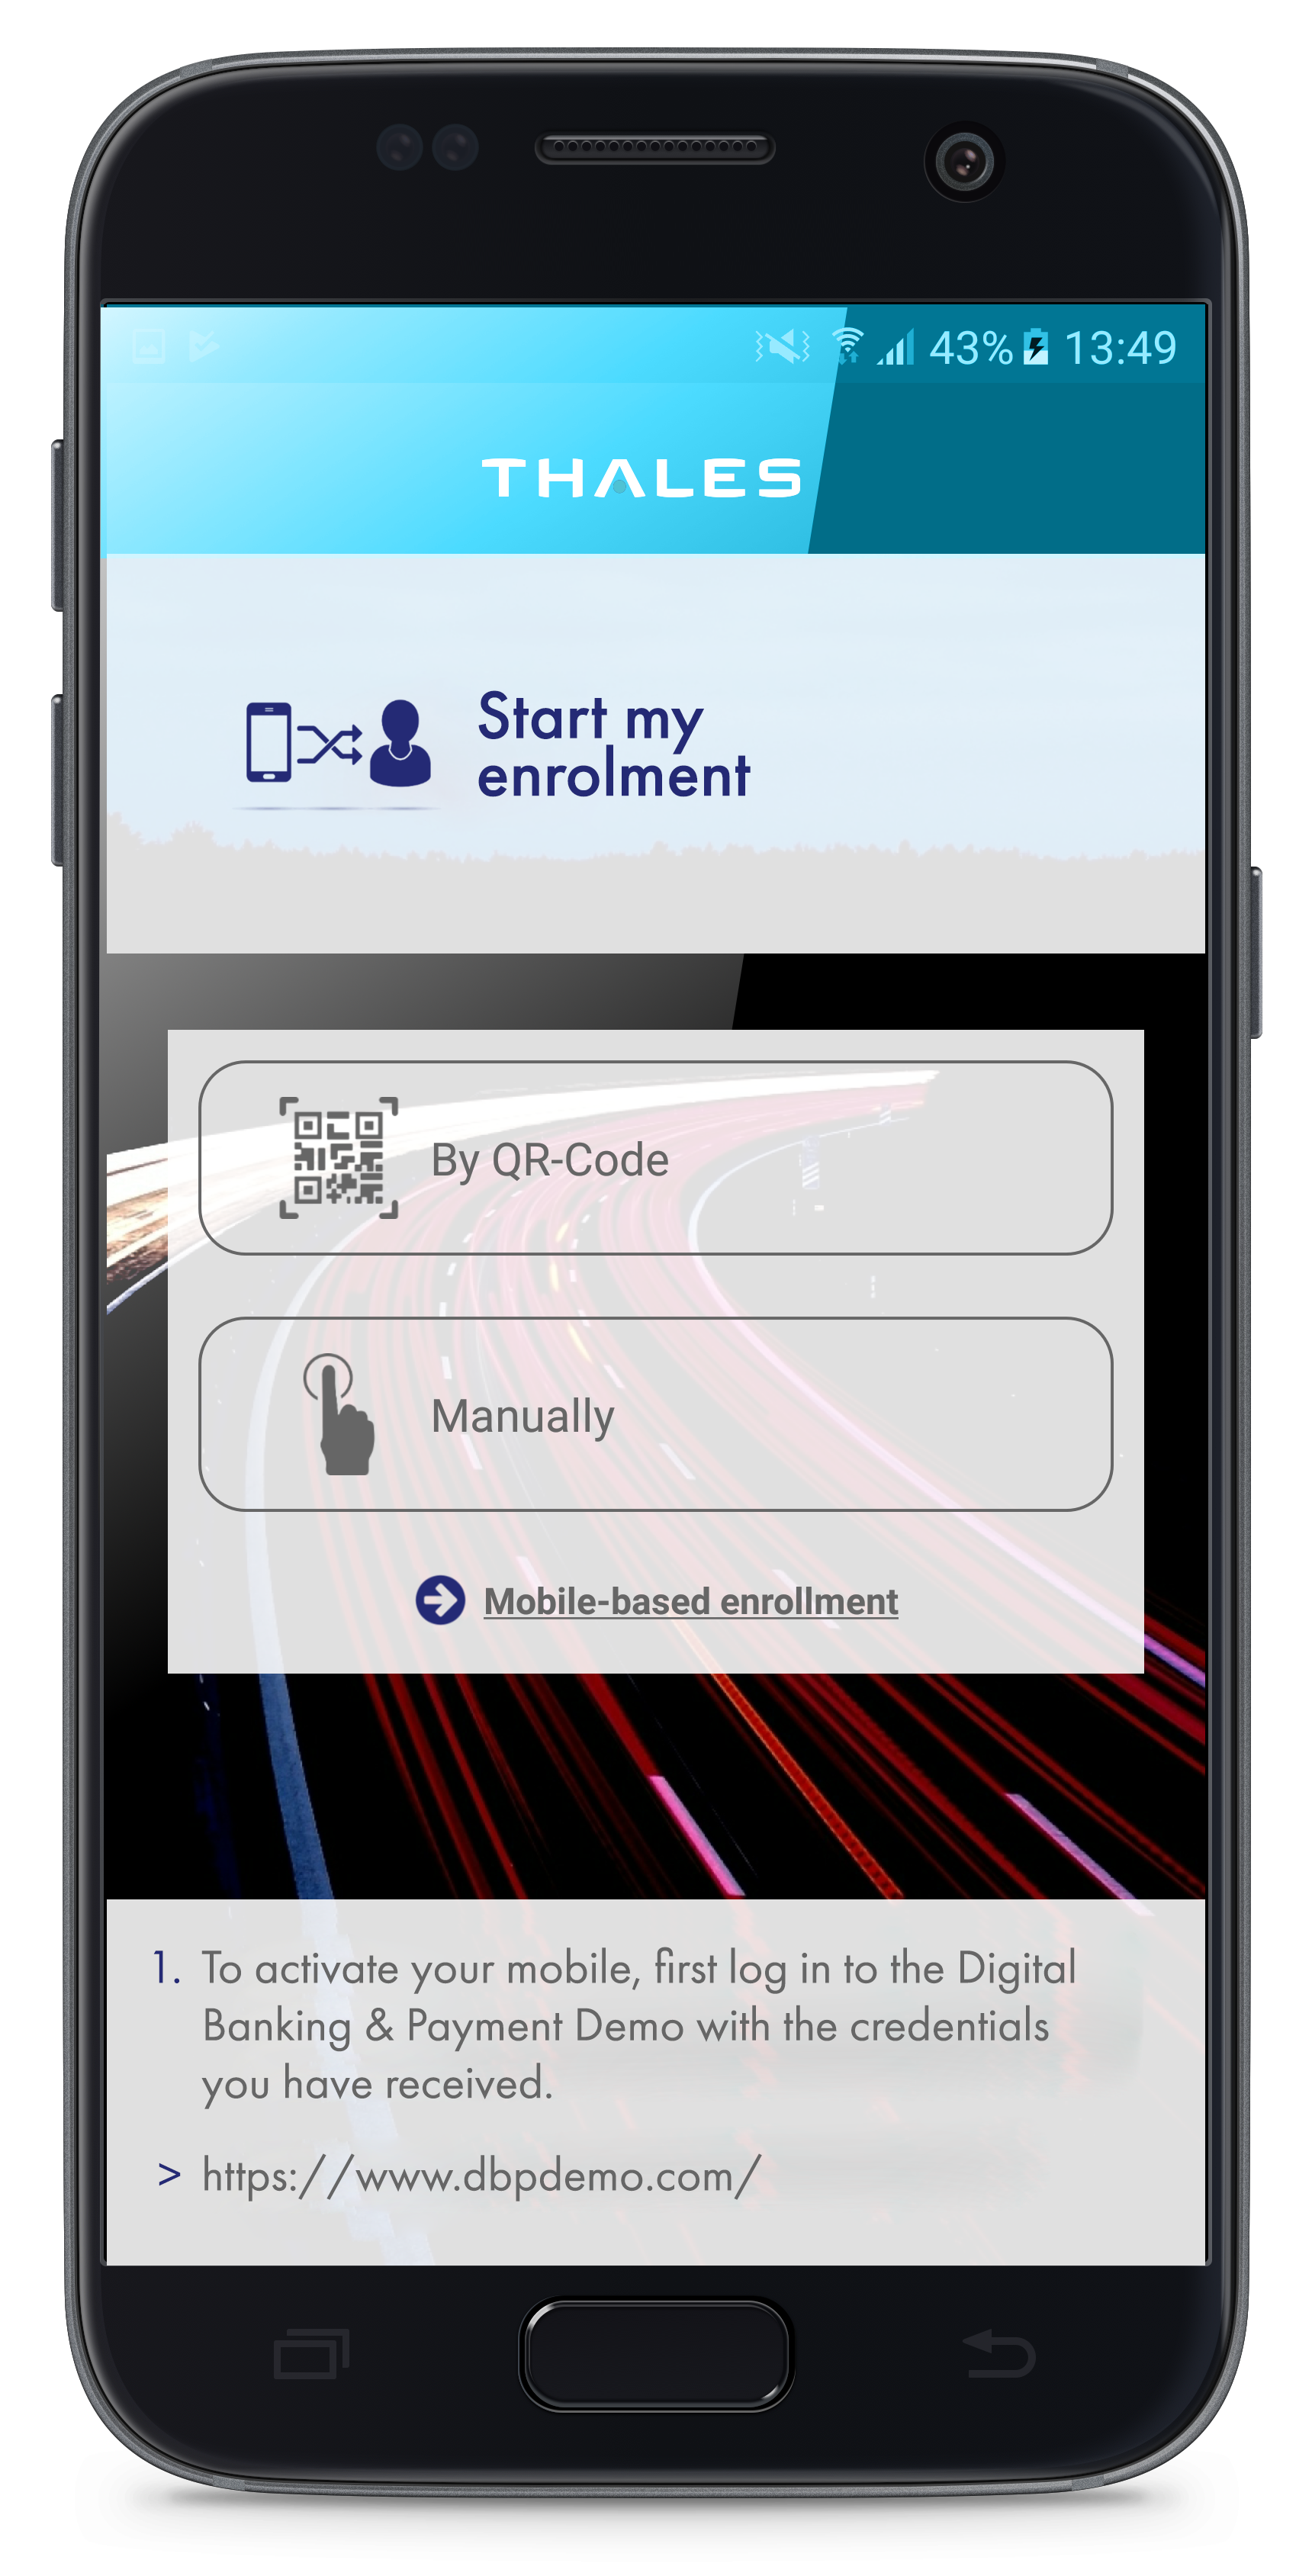 43% 13:49
THALES
Start my
enrolment
By QR-Code
Manually
Mobile-based enrollment
1. To activate your mobile, first log in to the Digital
Banking & Payment Demo with the credentials
you have received.
> https://www.dbpdemo.com/